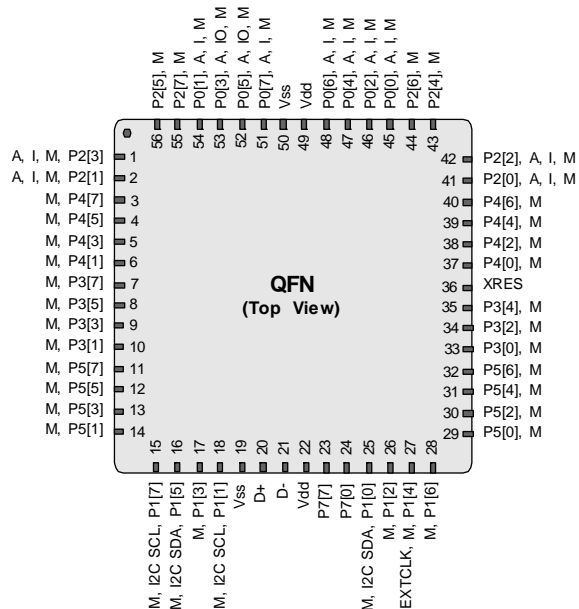 P2[5], M
P2[7], M
P0[1], A, I, M
P0[3], A, IO, M
P0[5], A, IO, M
P0[7], A, I, M
Vss
Vdd
P0[6], A, I, M
P0[4], A, I, M
P0[2], A, I, M
P0[0], A, I, M
P2[6], M
P2[4], M
56
55
54
53
52
51
50
49
48
47
46
45
44
43
A, I, M, P2[3] 1
A, I, M, P2[1] 2
M, P4[7] 3
M, P4[5] 4
M, P4[3] 5
M, P4[1] 6
M, P3[7] 7
M, P3[5] 8
M, P3[3] 9
M, P3[1] 10
M, P5[7] 11
M, P5[5] 12
M, P5[3] 13
M, P5[1] 14
QFN
(Top View)
42 P2[2], A, I, M
41 P2[0], A, I, M
40 P4[6], M
39 P4[4], M
38 P4[2], M
37 P4[0], M
36 XRES
35 P3[4], M
34 P3[2], M
33 P3[0], M
32 P5[6], M
31 P5[4], M
30 P5[2], M
29 P5[0], M
15
16
17
18
19
20
21
22
23
24
25
26
27
28
M, I2C SCL, P1[7]
M, I2C SDA, P1[5]
M, P1[3]
M, I2C SCL, P1[1]
Vss
D+
D-
Vdd
P7[7]
P7[0]
M, I2C SDA, P1[0]
M, P1[2]
EXTCLK, M, P1[4]
M, P1[6]